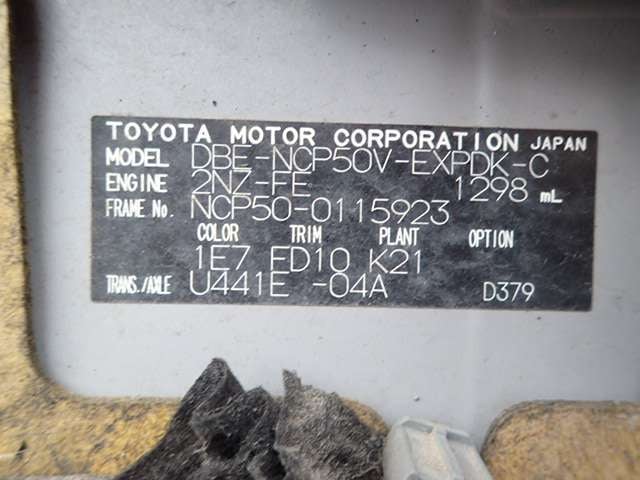 TOYOTA MOTOR CORPORATION JAPAN
MODEL DBE-NCP50V-EXPDK-C
ENGINE 2NZ-FE 1298 mL
FRAME No. NCP50-0115923
COLOR TRIM PLANT OPTION
1E7 FD10 K21
TRANS./AXLE U441E -04A D379